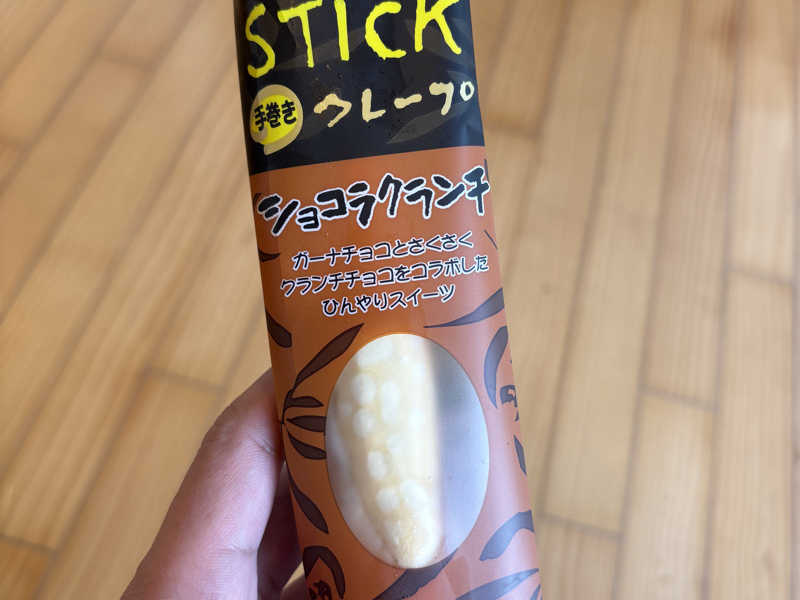 STICK
手巻き クレープ
ショコラクランチ
ガーナチョコとさくさく
クランチチョコをコラボした
ひんやりスイーツ